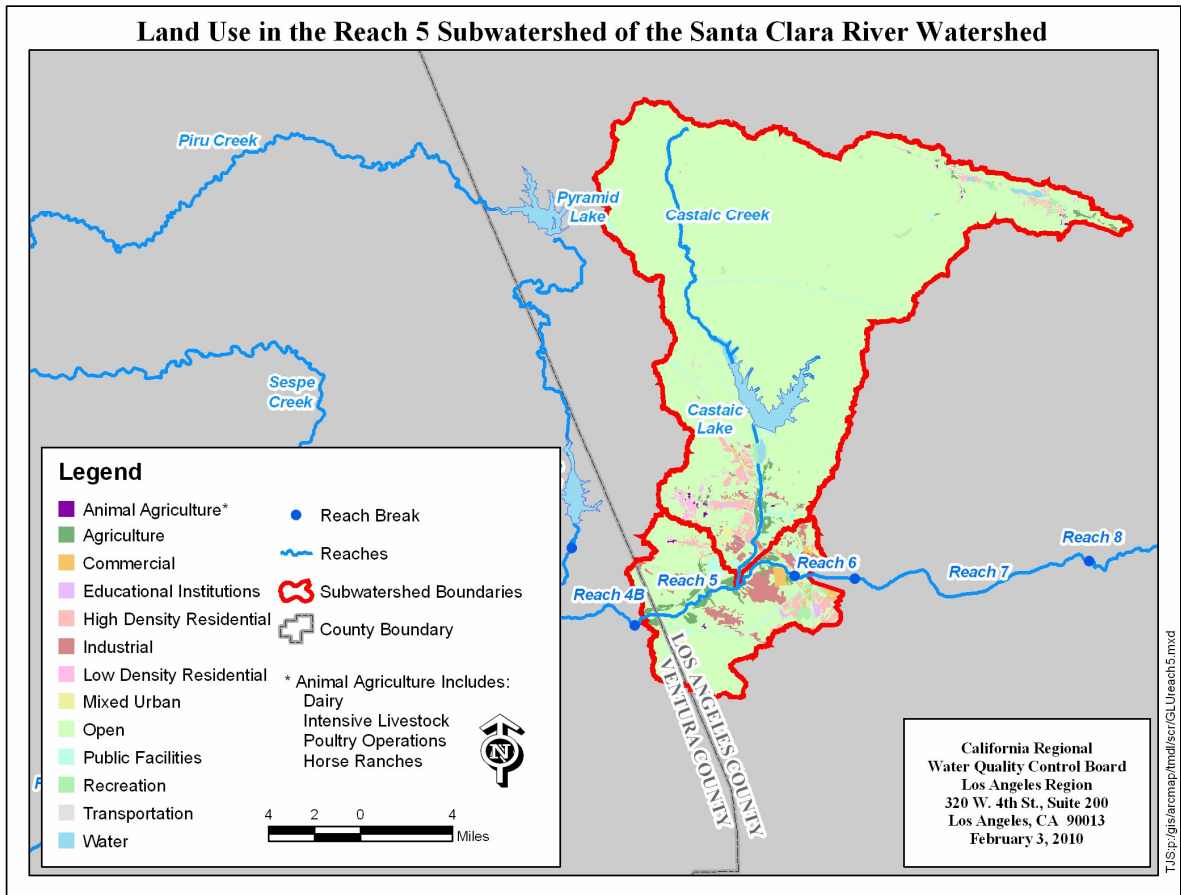 Land Use in the Reach 5 Subwatershed of the Santa Clara River Watershed
Piru Creek
Pyramid
Lake
Castaic Creek
Sespe
Creek
Castaic
Lake
Reach 8
Reach 6
Reach 7
Reach 5
Reach 4B
LOS ANGELES COUNTY
VENTURA COUNTY
Legend
Animal Agriculture*
Agriculture
Commercial
Educational Institutions
High Density Residential
Industrial
Low Density Residential
Mixed Urban
Open
Public Facilities
Recreation
Transportation
Water
Reach Break
Reaches
Subwatershed Boundaries
County Boundary
* Animal Agriculture Includes:
Dairy
Intensive Livestock
Poultry Operations
Horse Ranches
N
4 2 0 4
Miles
California Regional
Water Quality Control Board
Los Angeles Region
320 W. 4th St., Suite 200
Los Angeles, CA 90013
February 3, 2010
TJS:p:/gis/arcmap/tmdl/scr/GLUreach5.mxd